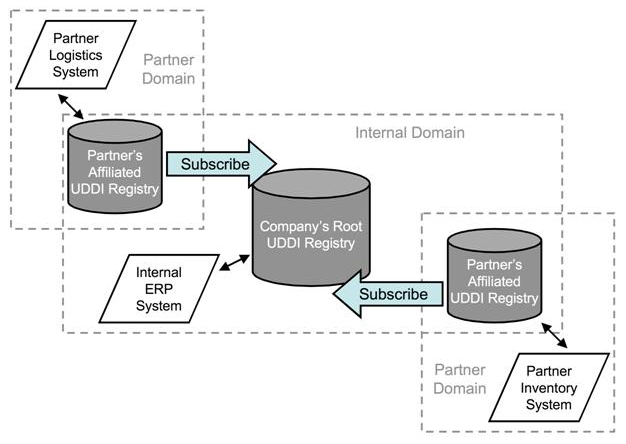 Partner
Logistics
System
Partner
Domain
Internal Domain
Partner's
Affiliated
UDDI Registry
Subscribe
Company's Root
UDDI Registry
Internal
ERP
System
Subscribe
Partner's
Affiliated
UDDI Registry
Partner
Domain
Partner
Inventory
System